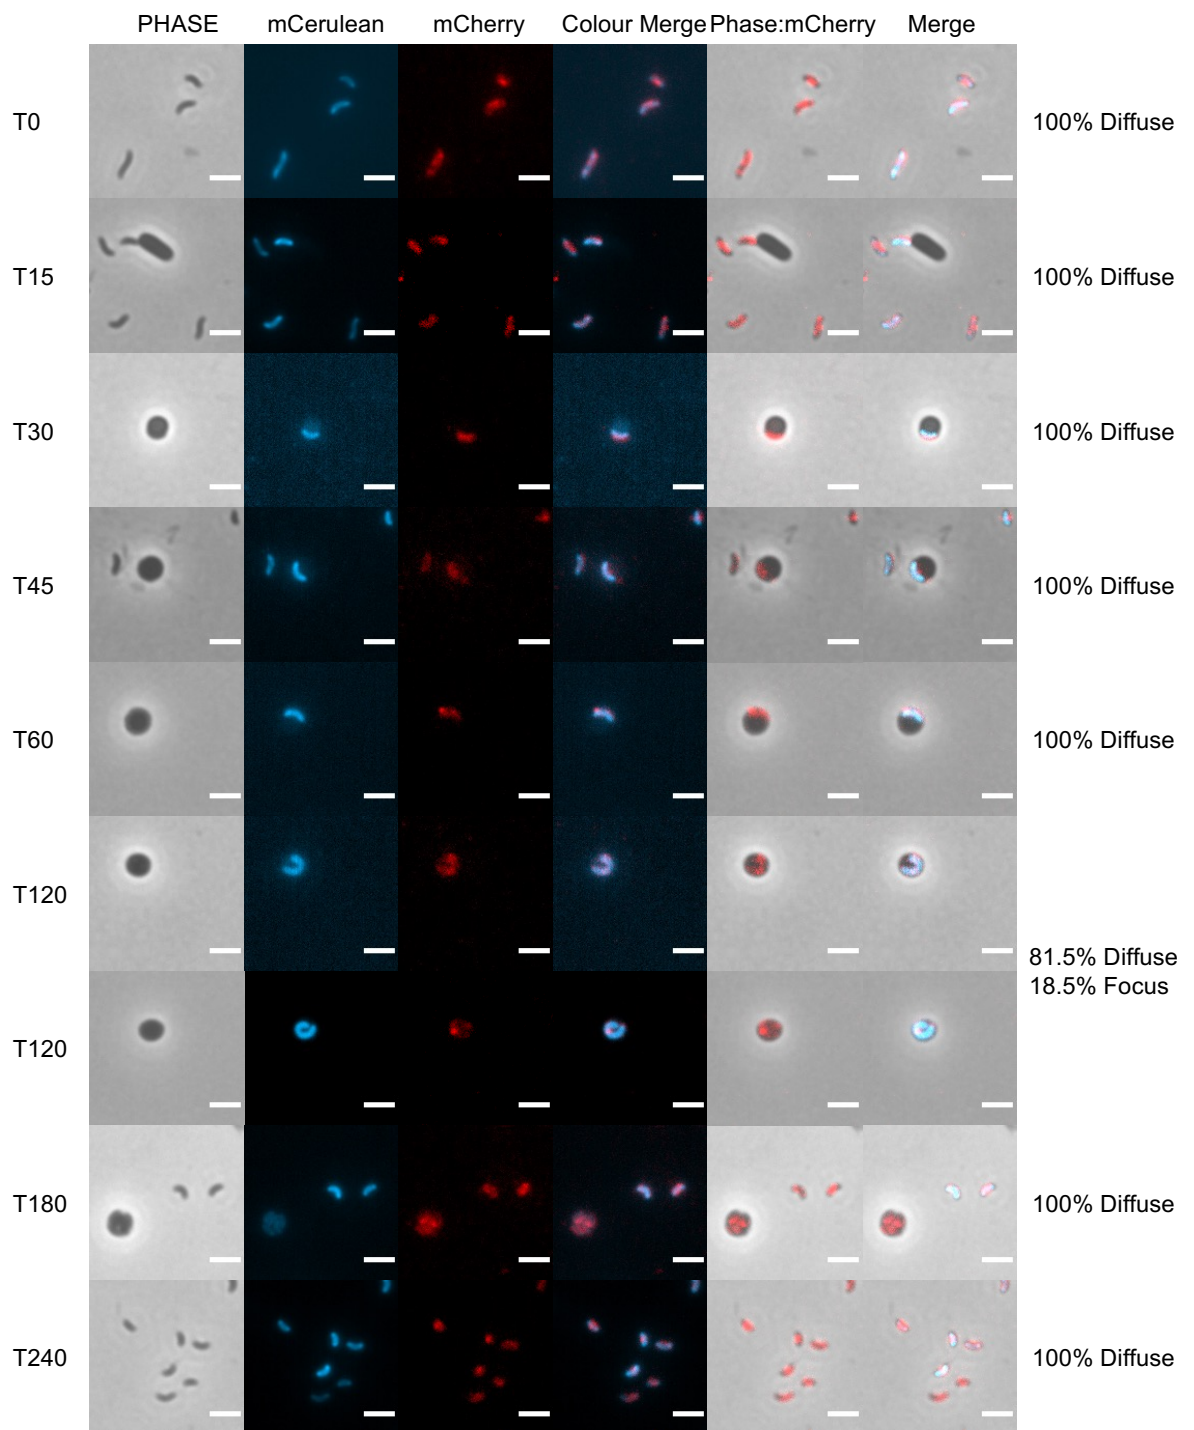 PHASE mCerulean mCherry Colour Merge Phase:mCherry Merge
T0 100% Diffuse
T15 100% Diffuse
T30 100% Diffuse
T45 100% Diffuse
T60 100% Diffuse
T120
81.5% Diffuse
18.5% Focus
T120
T180 100% Diffuse
T240 100% Diffuse